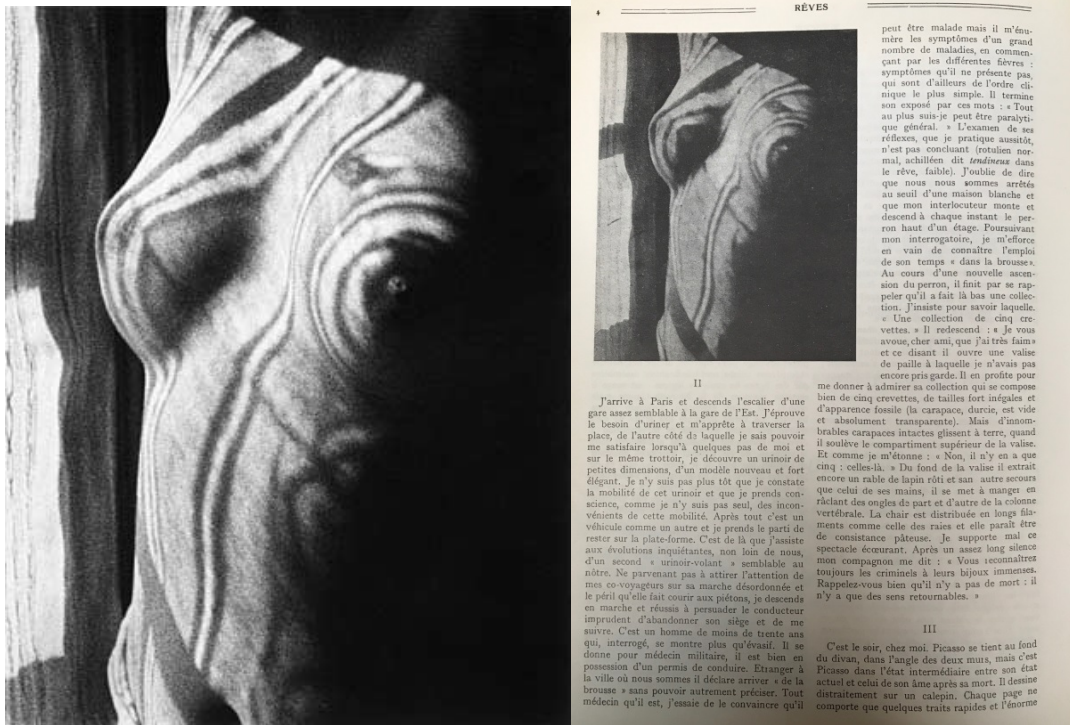 4
RÊVES
II
J'arrive à Paris et descends l'escalier d'une
gare assez semblable à la gare de l'Est. J'éprouve
le besoin d'uriner et m'apprête à traverser la
place, de l'autre côté de laquelle je sais pouvoir
me satisfaire lorsqu'à quelques pas de moi et
sur le même trottoir, je découvre un urinoir de
petites dimensions, d'un modèle nouveau et fort
élégant. Je n'y suis pas plus tôt que je constate
la mobilité de cet urinoir et que je prends con-
science, comme je n'y suis pas seul, des incon-
vénients de cette mobilité. Après tout c'est un
véhicule comme un autre et je prends le parti de
rester sur la plate-forme. C'est de là que j'assiste
aux évolutions inquiétantes, non loin de nous,
d'un second « urinoir-volant » semblable au
nôtre. Ne parvenant pas à attirer l'attention de
mes co-voyageurs sur sa marche désordonnée et
le péril qu'elle fait courir aux piétons, je descends
en marche et réussis à persuader le conducteur
imprudent d'abandonner son siège et de me
suivre. C'est un homme de moins de trente ans
qui, interrogé, se montre plus qu'évasif. Il se
donne pour médecin militaire, il est bien en
possession d'un permis de conduire. Etranger à
la ville où nous sommes il déclare arriver « de la
brousse » sans pouvoir autrement préciser. Tout
médecin qu'il est, j'essaie de le convaincre qu'il
peut être malade mais il m'énu-
mère les symptômes d'un grand
nombre de maladies, en commen-
çant par les différentes fièvres :
symptômes qu'il ne présente pas,
qui sont d'ailleurs de l'ordre cli-
nique le plus simple. Il termine
son exposé par ces mots : « Tout
au plus suis-je peut être paralyti-
que général. » L'examen de ses
réflexes, que je pratique aussitôt,
n'est pas concluant (rotulien nor-
mal, achilléen dit tendineux dans
le rêve, faible). J'oublie de dire
que nous nous sommes arrêtés
au seuil d'une maison blanche et
que mon interlocuteur monte et
descend à chaque instant le per-
ron haut d'un étage. Poursuivant
mon interrogatoire, je m'efforce
en vain de connaître l'emploi
de son temps « dans la brousse ».
Au cours d'une nouvelle ascen-
sion du perron, il finit par se rap-
peler qu'il a fait là bas une collec-
tion. J'insiste pour savoir laquelle.
« Une collection de cinq cre-
vettes. » Il redescend : « Je vous
avoue, cher ami, que j'ai très faim »
et ce disant il ouvre une valise
de paille à laquelle je n'avais pas
encore pris garde. Il en profite pour
me donner à admirer sa collection qui se compose
bien de cinq crevettes, de tailles fort inégales et
d'apparence fossile (la carapace, durcie, est vide
et absolument transparente). Mais d'innom-
brables carapaces intactes glissent à terre, quand
il soulève le compartiment supérieur de la valise.
Et comme je m'étonne : « Non, il n'y en a que
cinq : celles-là. » Du fond de la valise il extrait
encore un rable de lapin rôti et san autre secours
que celui de ses mains, il se met à manger en
râclant des ongles de part et d'autre de la colonne
vertébrale. La chair est distribuée en longs fila-
ments comme celle des raies et elle paraît être
de consistance pâteuse. Je supporte mal ce
spectacle écœurant. Après un assez long silence
mon compagnon me dit : « Vous reconnaîtrez
toujours les criminels à leurs bijoux immenses.
Rappelez-vous bien qu'il n'y a pas de mort : il
n'y a que des sens retournables. »
III
C'est le soir, chez moi. Picasso se tient au fond
du divan, dans l'angle des deux murs, mais c'est
Picasso dans l'état intermédiaire entre son état
actuel et celui de son âme après sa mort. Il dessine
distraitement sur un calepin. Chaque page ne
comporte que quelques traits rapides et l'énorme